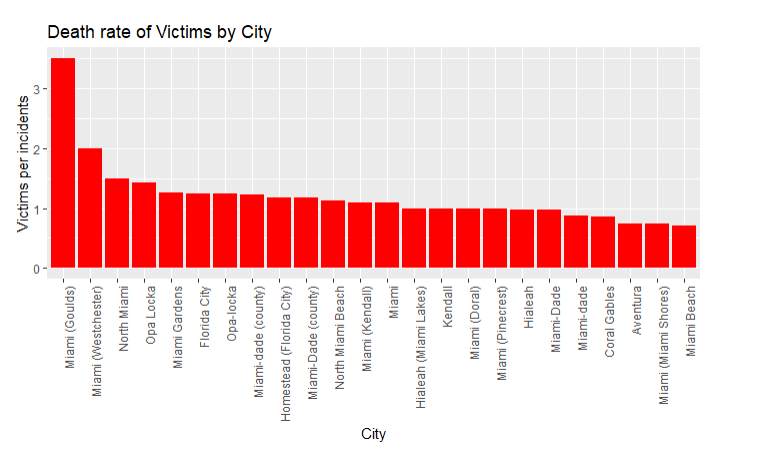 Death rate of Victims by City
Victims per incidents
3
2
1
0
Miami (Goulds)
Miami (Westchester)
North Miami
Opa Locka
Miami Gardens
Florida City
Opa-locka
Miami-dade (county)
Homestead (Florida City)
Miami-Dade (county)
North Miami Beach
Miami (Kendall)
Miami
Hialeah (Miami Lakes)
Kendall
Miami (Doral)
Miami (Pinecrest)
Hialeah
Miami-Dade
Miami-dade
Coral Gables
Aventura
Miami (Miami Shores)
Miami Beach
City